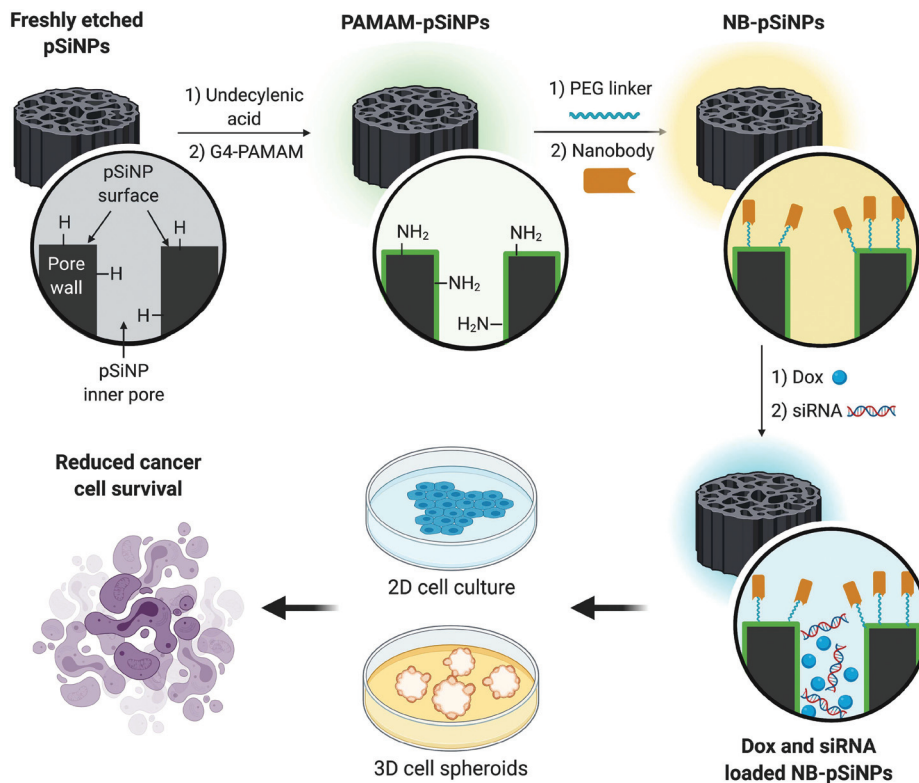 Freshly etched
pSiNPs
PAMAM-pSiNPs
NB-pSiNPs
1) Undecylenic
acid
2) G4-PAMAM
1) PEG linker
2) Nanobody
pSiNP
surface
H
H
H
H
Pore
wall
pSiNP
inner pore
NH₂
NH₂
NH₂
H₂N
1) Dox
2) siRNA
Reduced cancer
cell survival
2D cell culture
3D cell spheroids
Dox and siRNA
loaded NB-pSiNPs